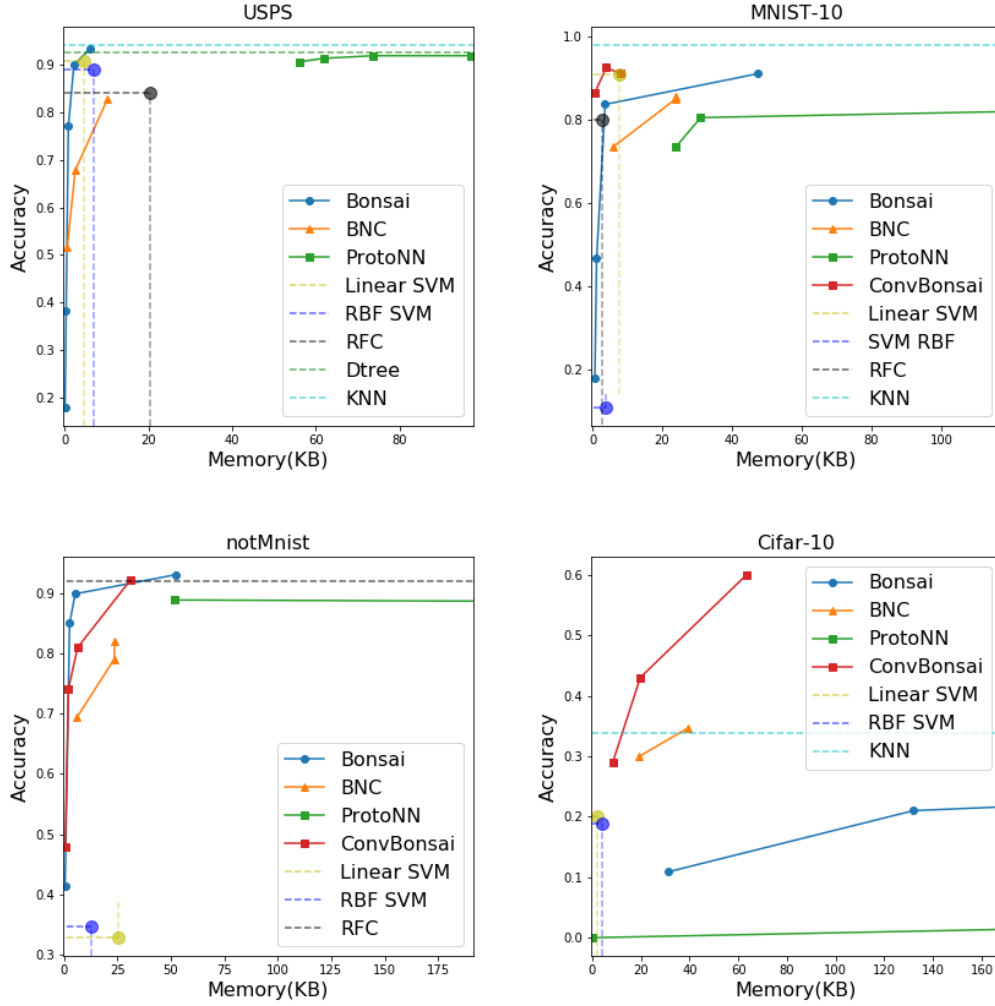 USPS
0.9
0.8
0.7
0.6
0.5
0.4
0.3
0.2
Accuracy
0 20 40 60 80
Memory(KB)
Bonsai
BNC
ProtoNN
Linear SVM
RBF SVM
RFC
Dtree
KNN
MNIST-10
1.0
0.8
0.6
0.4
0.2
Accuracy
0 20 40 60 80 100
Memory(KB)
Bonsai
BNC
ProtoNN
ConvBonsai
Linear SVM
SVM RBF
RFC
KNN
notMnist
0.9
0.8
0.7
0.6
0.5
0.4
0.3
Accuracy
0 25 50 75 100 125 150 175
Memory(KB)
Bonsai
BNC
ProtoNN
ConvBonsai
Linear SVM
RBF SVM
RFC
Cifar-10
0.6
0.5
0.4
0.3
0.2
0.1
0.0
Accuracy
0 20 40 60 80 100 120 140 160
Memory(KB)
Bonsai
BNC
ProtoNN
ConvBonsai
Linear SVM
RBF SVM
KNN